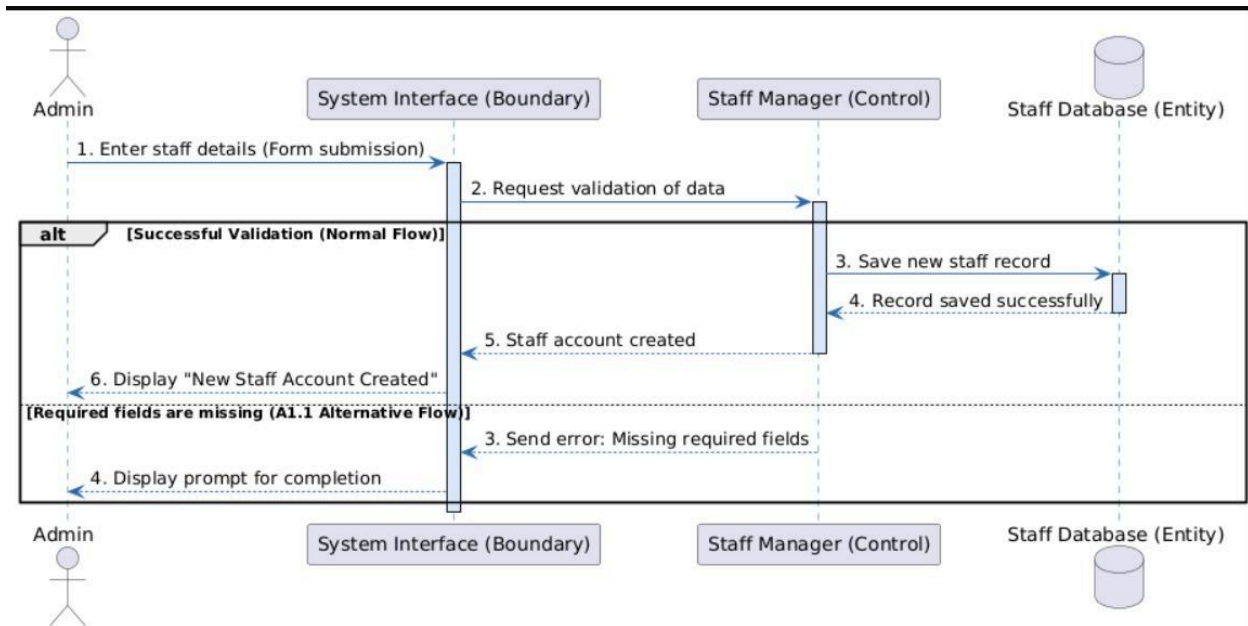 Admin
System Interface (Boundary)
Staff Manager (Control)
Staff Database (Entity)
1. Enter staff details (Form submission)
2. Request validation of data
alt
[Successful Validation (Normal Flow)]
3. Save new staff record
4. Record saved successfully
5. Staff account created
6. Display "New Staff Account Created"
[Required fields are missing (A1.1 Alternative Flow)]
3. Send error: Missing required fields
4. Display prompt for completion
Admin
System Interface (Boundary)
Staff Manager (Control)
Staff Database (Entity)